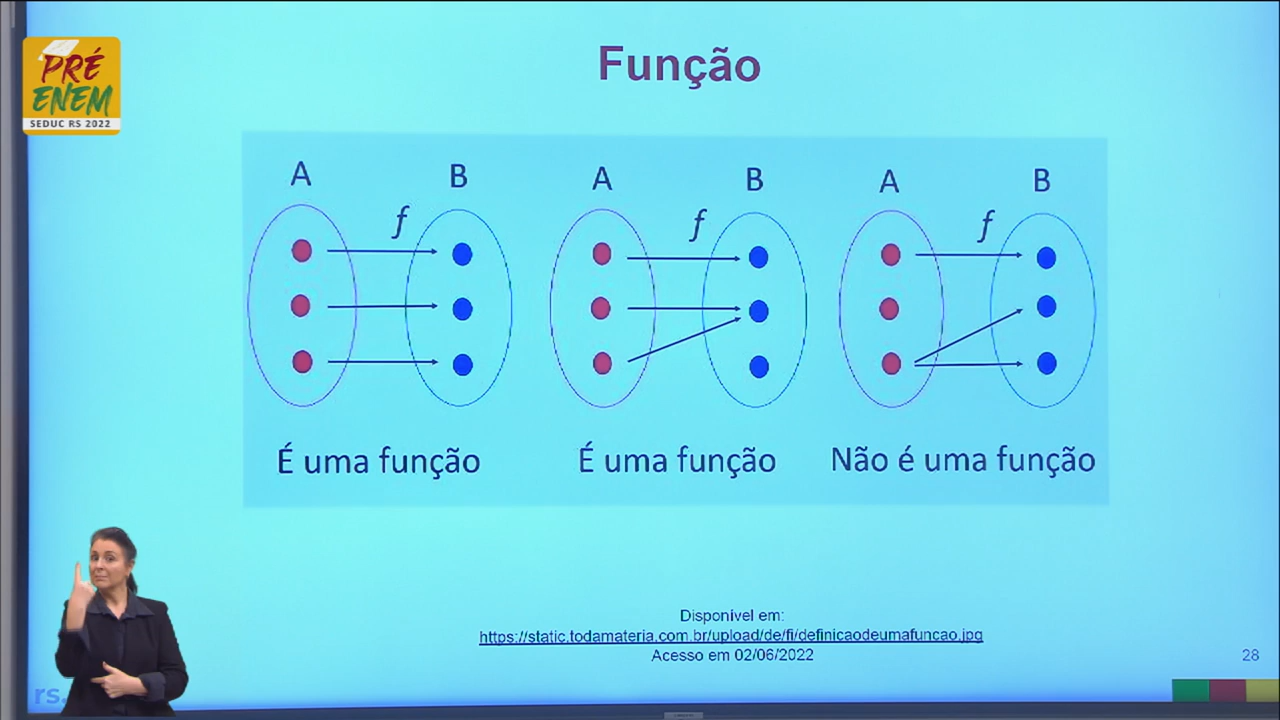 PRÉ
ENEM
SEDUC RS 2022
Função
A B A B A B
f f f
É uma função É uma função Não é uma função
Disponível em:
https://static.todamateria.com.br/upload/de/fi/definicaodeumafuncao.jpg
Acesso em 02/06/2022
28
rs.